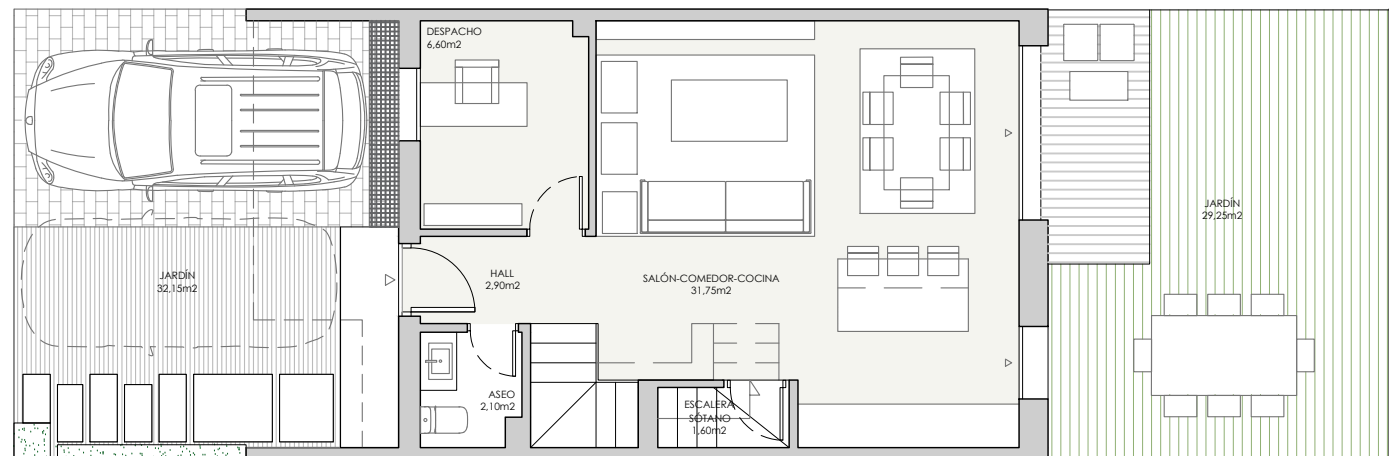 DESPACHO
6,60m2
JARDÍN
32,15m2
HALL
2,90m2
SALÓN-COMEDOR-COCINA
31,75m2
JARDÍN
29,25m2
ASEO
2,10m2
ESCALERA
SÓTANO
1,60m2